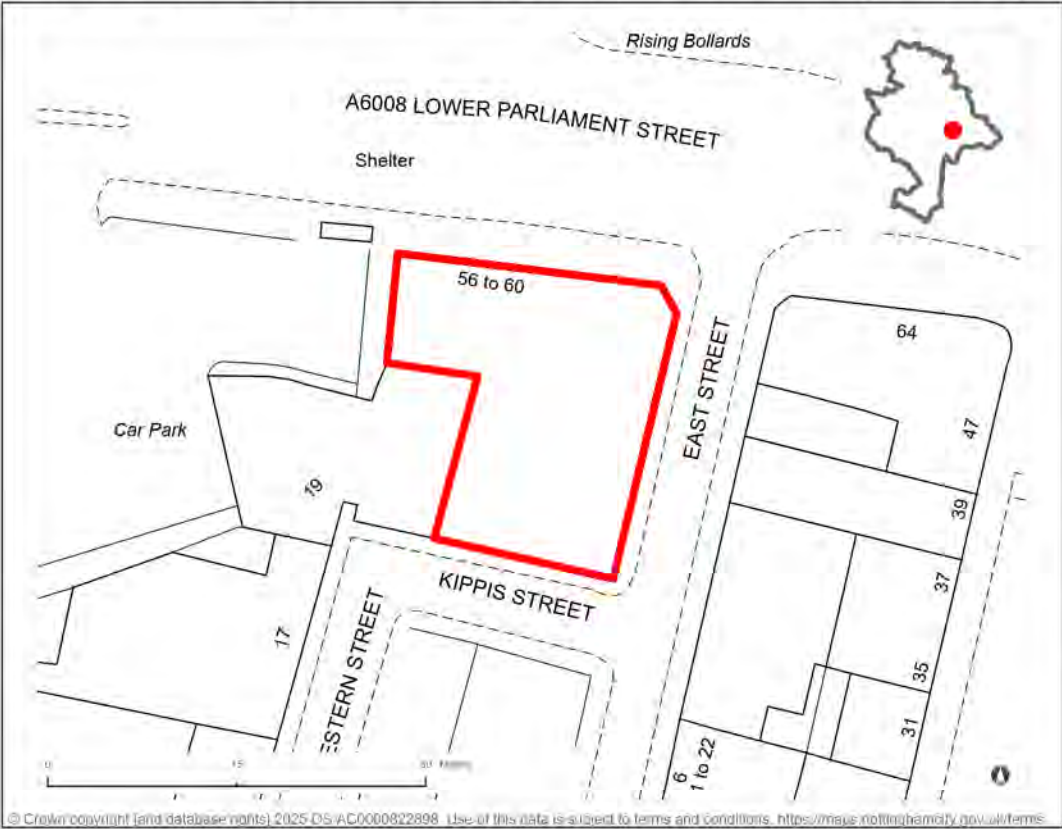 Rising Bollards
A6008 LOWER PARLIAMENT STREET
Shelter
56 to 60
64
EAST STREET
47
Car Park
19
39
KIPPIS STREET
37
17
ESTERN STREET
35
31
6
1 to 22
0
15
© Crown copyright [and database rights] 2025 OS AC0000822898. Use of this data is subject to terms and conditions. https://maps.nottinghamcity.gov.uk/terms